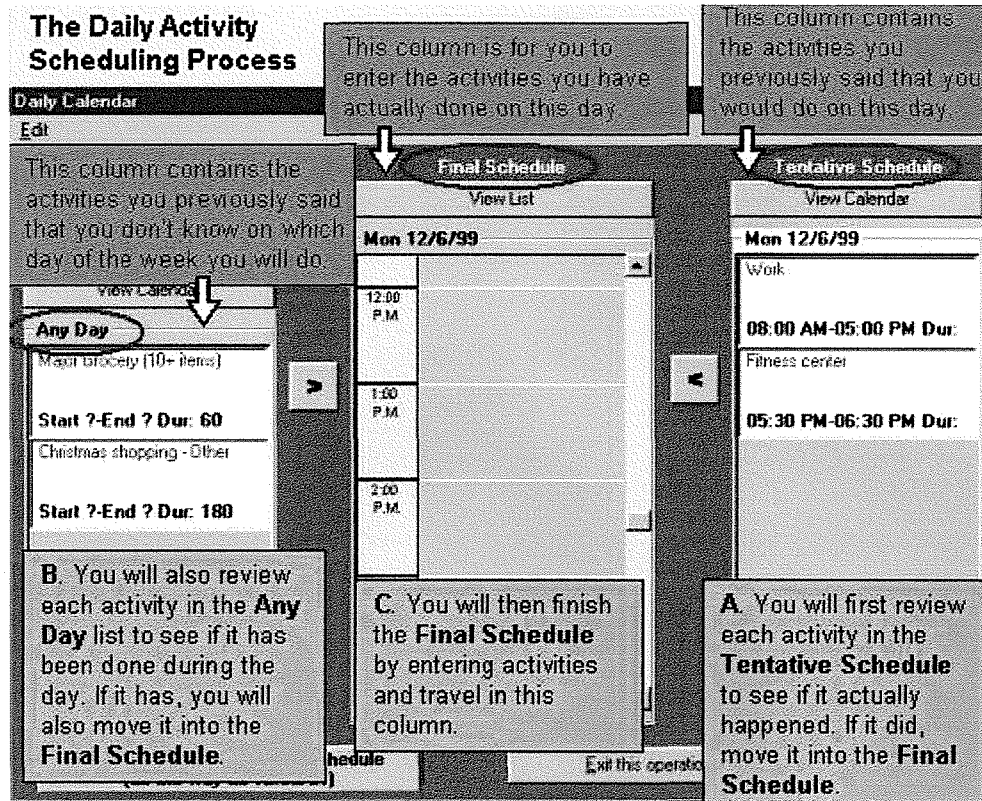 The Daily Activity
Scheduling Process
This column is for you to
enter the activities you have
actually done on this day.
This column contains
the activities you
previously said that you
would do on this day.
Daily Calendar
Edit
This column contains the
activities you previously said
that you don't know on which
day of the week you will do.
View Calendar
Any Day
Major Grocery (10+ items)
Start ?-End ? Dur: 60
Christmas shopping - Other
Start ?-End ? Dur: 180
>
Final Schedule
View List
Mon 12/6/99
12:00
P.M.
1:00
P.M.
2:00
P.M.
<
Tentative Schedule
View Calendar
Mon 12/6/99
Work
08:00 AM-05:00 PM Dur:
Fitness center
05:30 PM-06:30 PM Dur:
B. You will also review
each activity in the Any
Day list to see if it has
been done during the
day. If it has, you will
also move it into the
Final Schedule.
C. You will then finish
the Final Schedule
by entering activities
and travel in this
column.
A. You will first review
each activity in the
Tentative Schedule
to see if it actually
happened. If it did,
move it into the Final
Schedule.
Exit this operatio